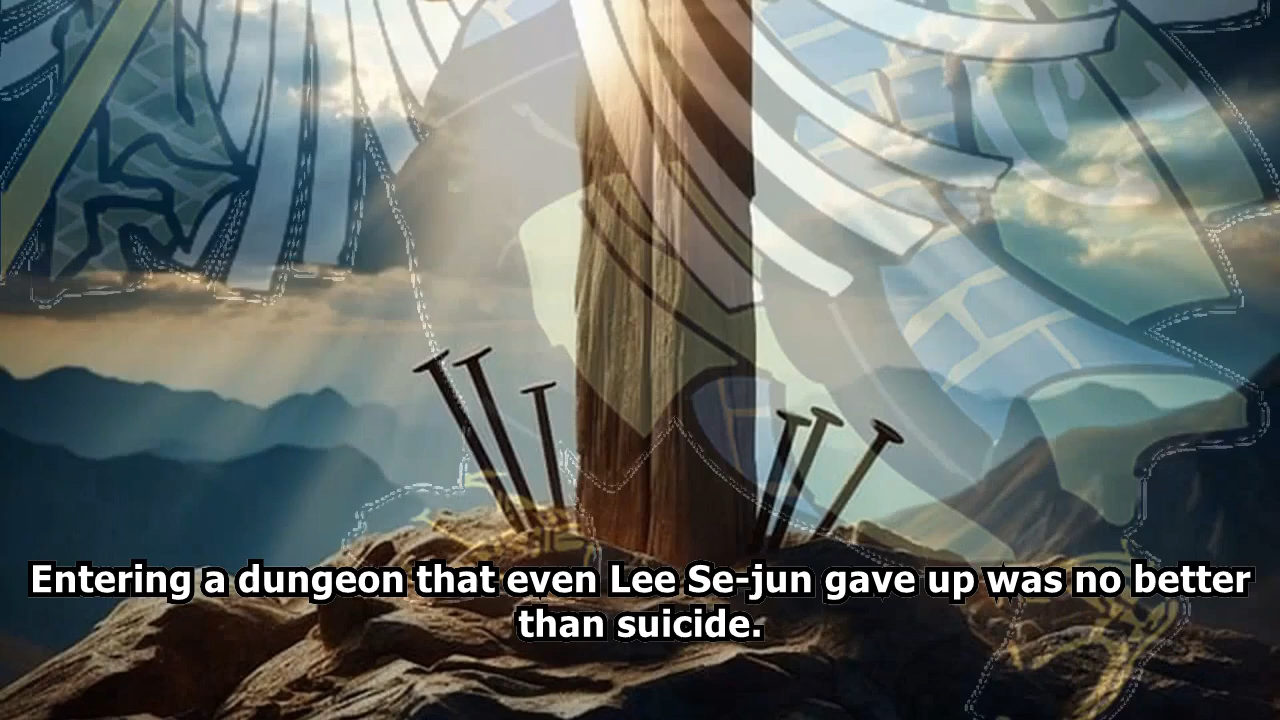 Entering a dungeon that even Lee Se-jun gave up was no better
than suicide.